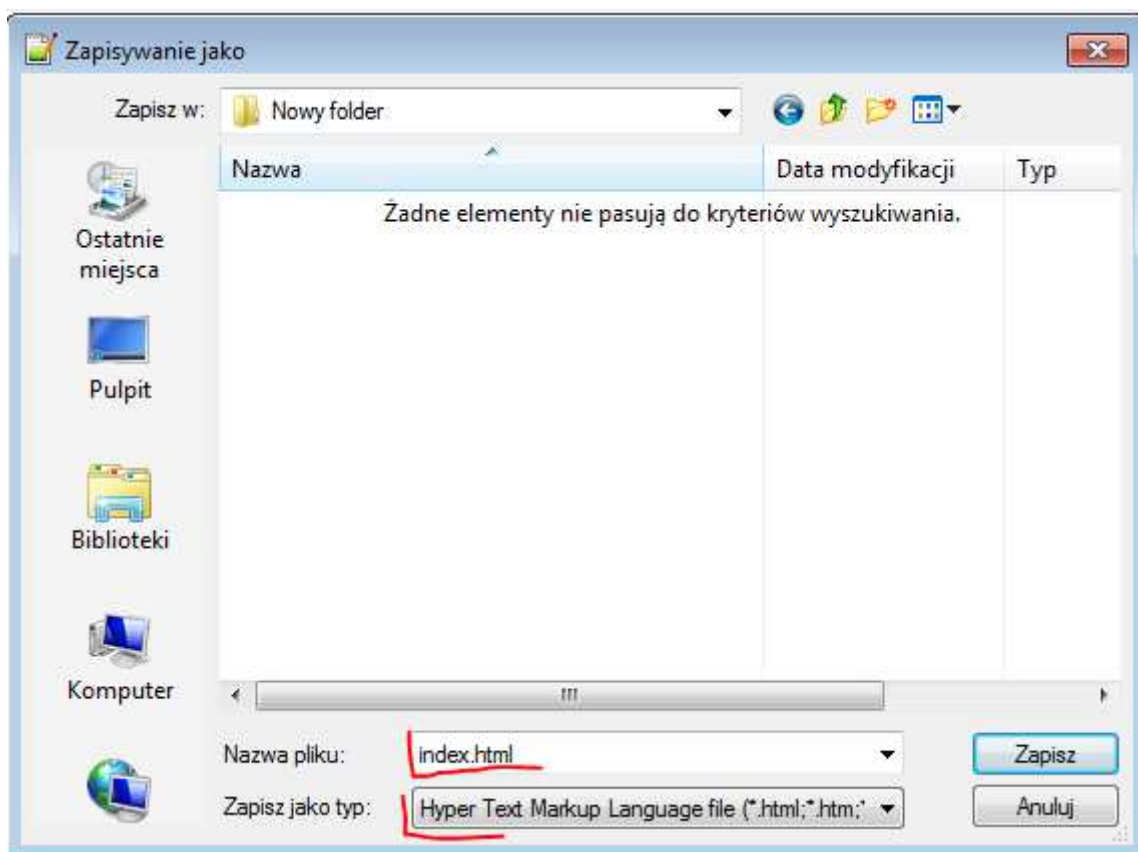 Zapisywanie jako
Zapisz w:
Nowy folder
Nazwa
Data modyfikacji
Typ
Żadne elementy nie pasują do kryteriów wyszukiwania.
Ostatnie
miejsca
Pulpit
Biblioteki
Komputer
Nazwa pliku:
index.html
Zapisz
Zapisz jako typ:
Hyper Text Markup Language file (*.html;*.htm;*
Anuluj